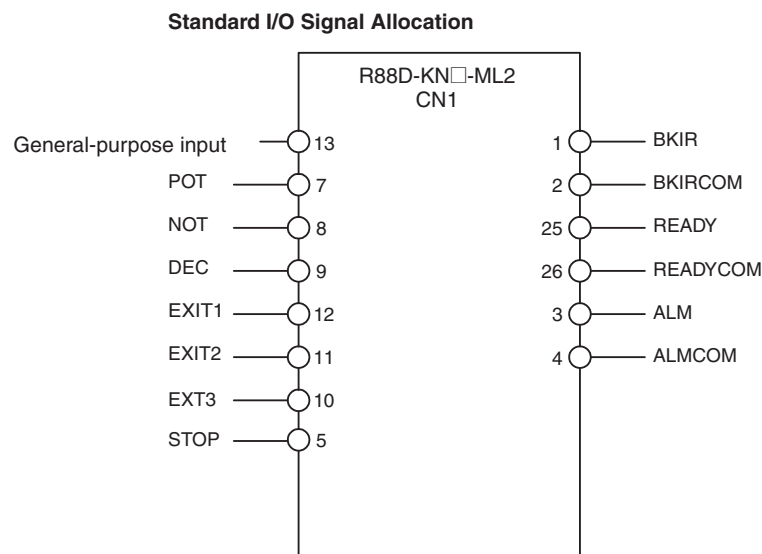 Standard I/O Signal Allocation
R88D-KN□-ML2
CN1
General-purpose input 13 1 BKIR
POT 7 2 BKIRCOM
NOT 8 25 READY
DEC 9 26 READYCOM
EXIT1 12 3 ALM
EXIT2 11 4 ALMCOM
EXT3 10
STOP 5